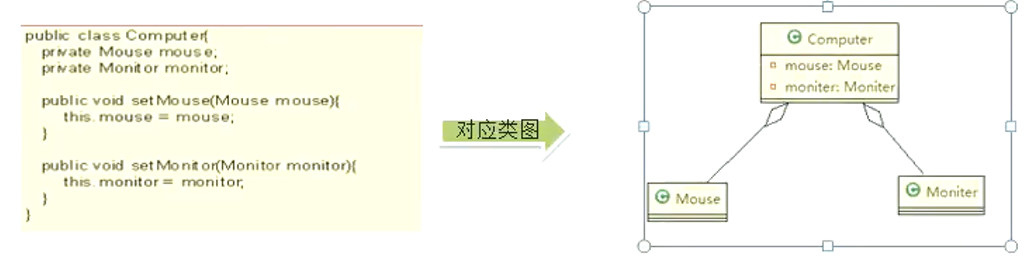 public class Computer{
private Mouse mouse;
private Monitor monitor;
public void setMouse(Mouse mouse){
this.mouse = mouse;
}
public void setMonitor(Monitor monitor){
this.monitor = monitor;
}
}
对应类图
C Computer
mouse: Mouse
moniter: Moniter
C Mouse
C Moniter